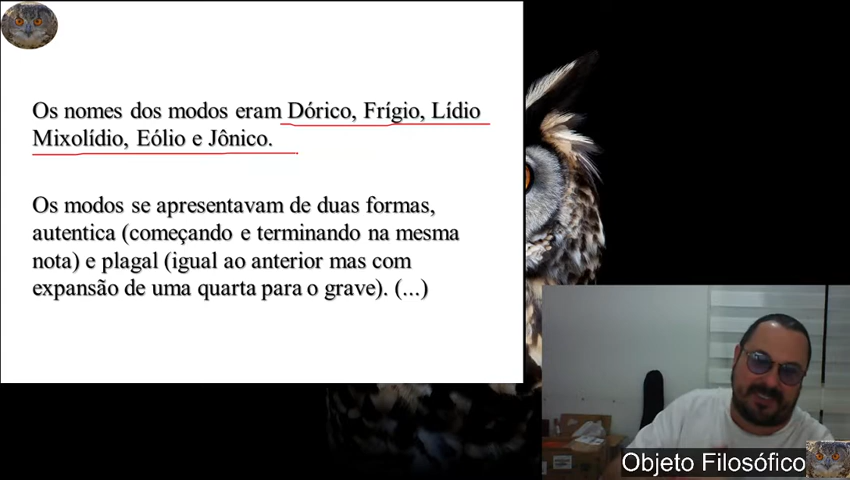 Os nomes dos modos eram Dórico, Frígio, Lídio
Mixolídio, Eólio e Jônico.
Os modos se apresentavam de duas formas,
autentica (começando e terminando na mesma
nota) e plagal (igual ao anterior mas com
expansão de uma quarta para o grave). (...)
Objeto Filosófico